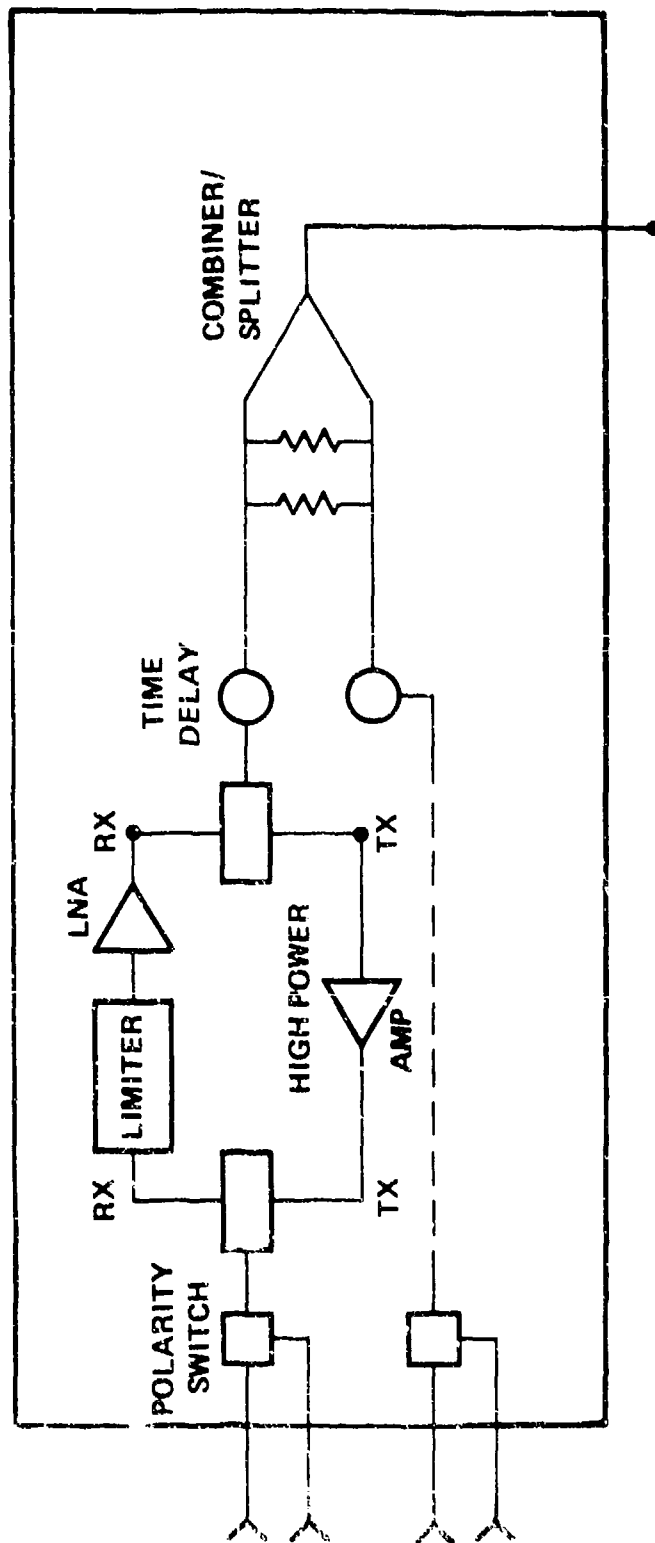 COMBINER/
SPLITTER
TIME
DELAY
RX
LNA
TX
HIGH POWER
AMP
LIMITER
RX
TX
POLARITY
SWITCH